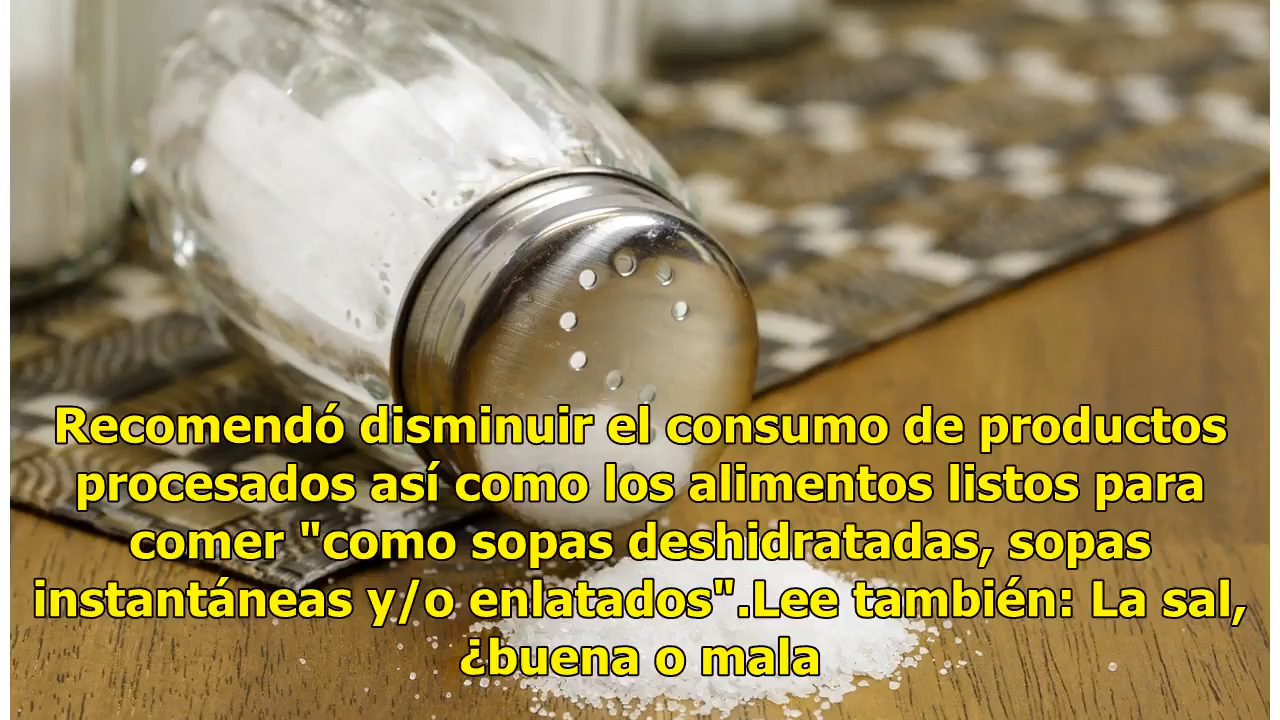 Recomendó disminuir el consumo de productos
procesados así como los alimentos listos para
comer "como sopas deshidratadas, sopas
instantáneas y/o enlatados".Lee también: La sal,
¿buena o mala